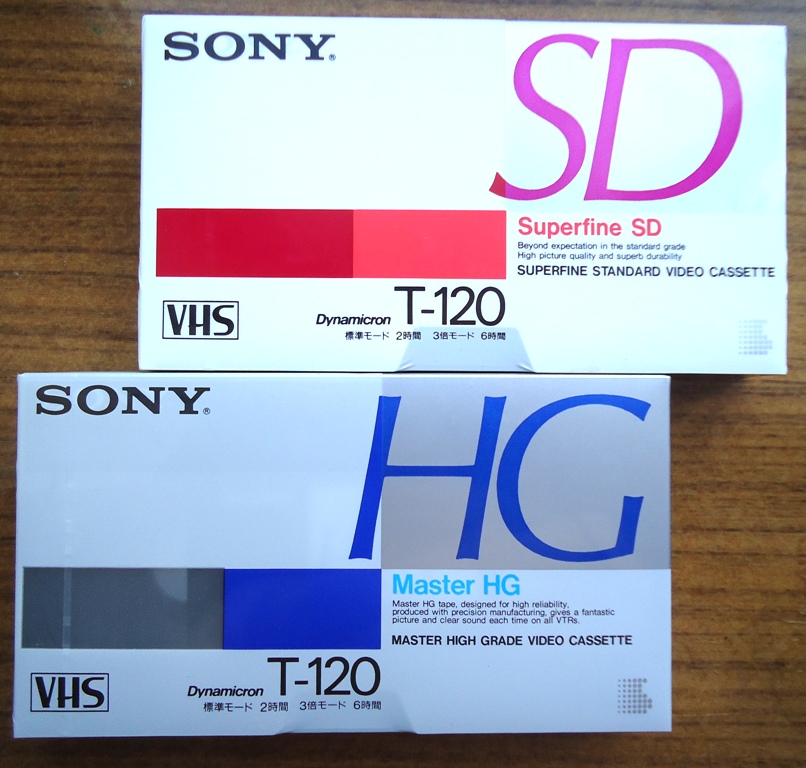 SONY®
SD
Superfine SD
Beyond expectation in the standard grade
High picture quality and superb durability
SUPERFINE STANDARD VIDEO CASSETTE
VHS
Dynamicron T-120
標準モード 2時間 3倍モード 6時間
SONY®
HG
Master HG
Master HG tape, designed for high reliability,
produced with precision manufacturing, gives a fantastic
picture and clear sound each time on all VTRs.
MASTER HIGH GRADE VIDEO CASSETTE
VHS
Dynamicron T-120
標準モード 2時間 3倍モード 6時間